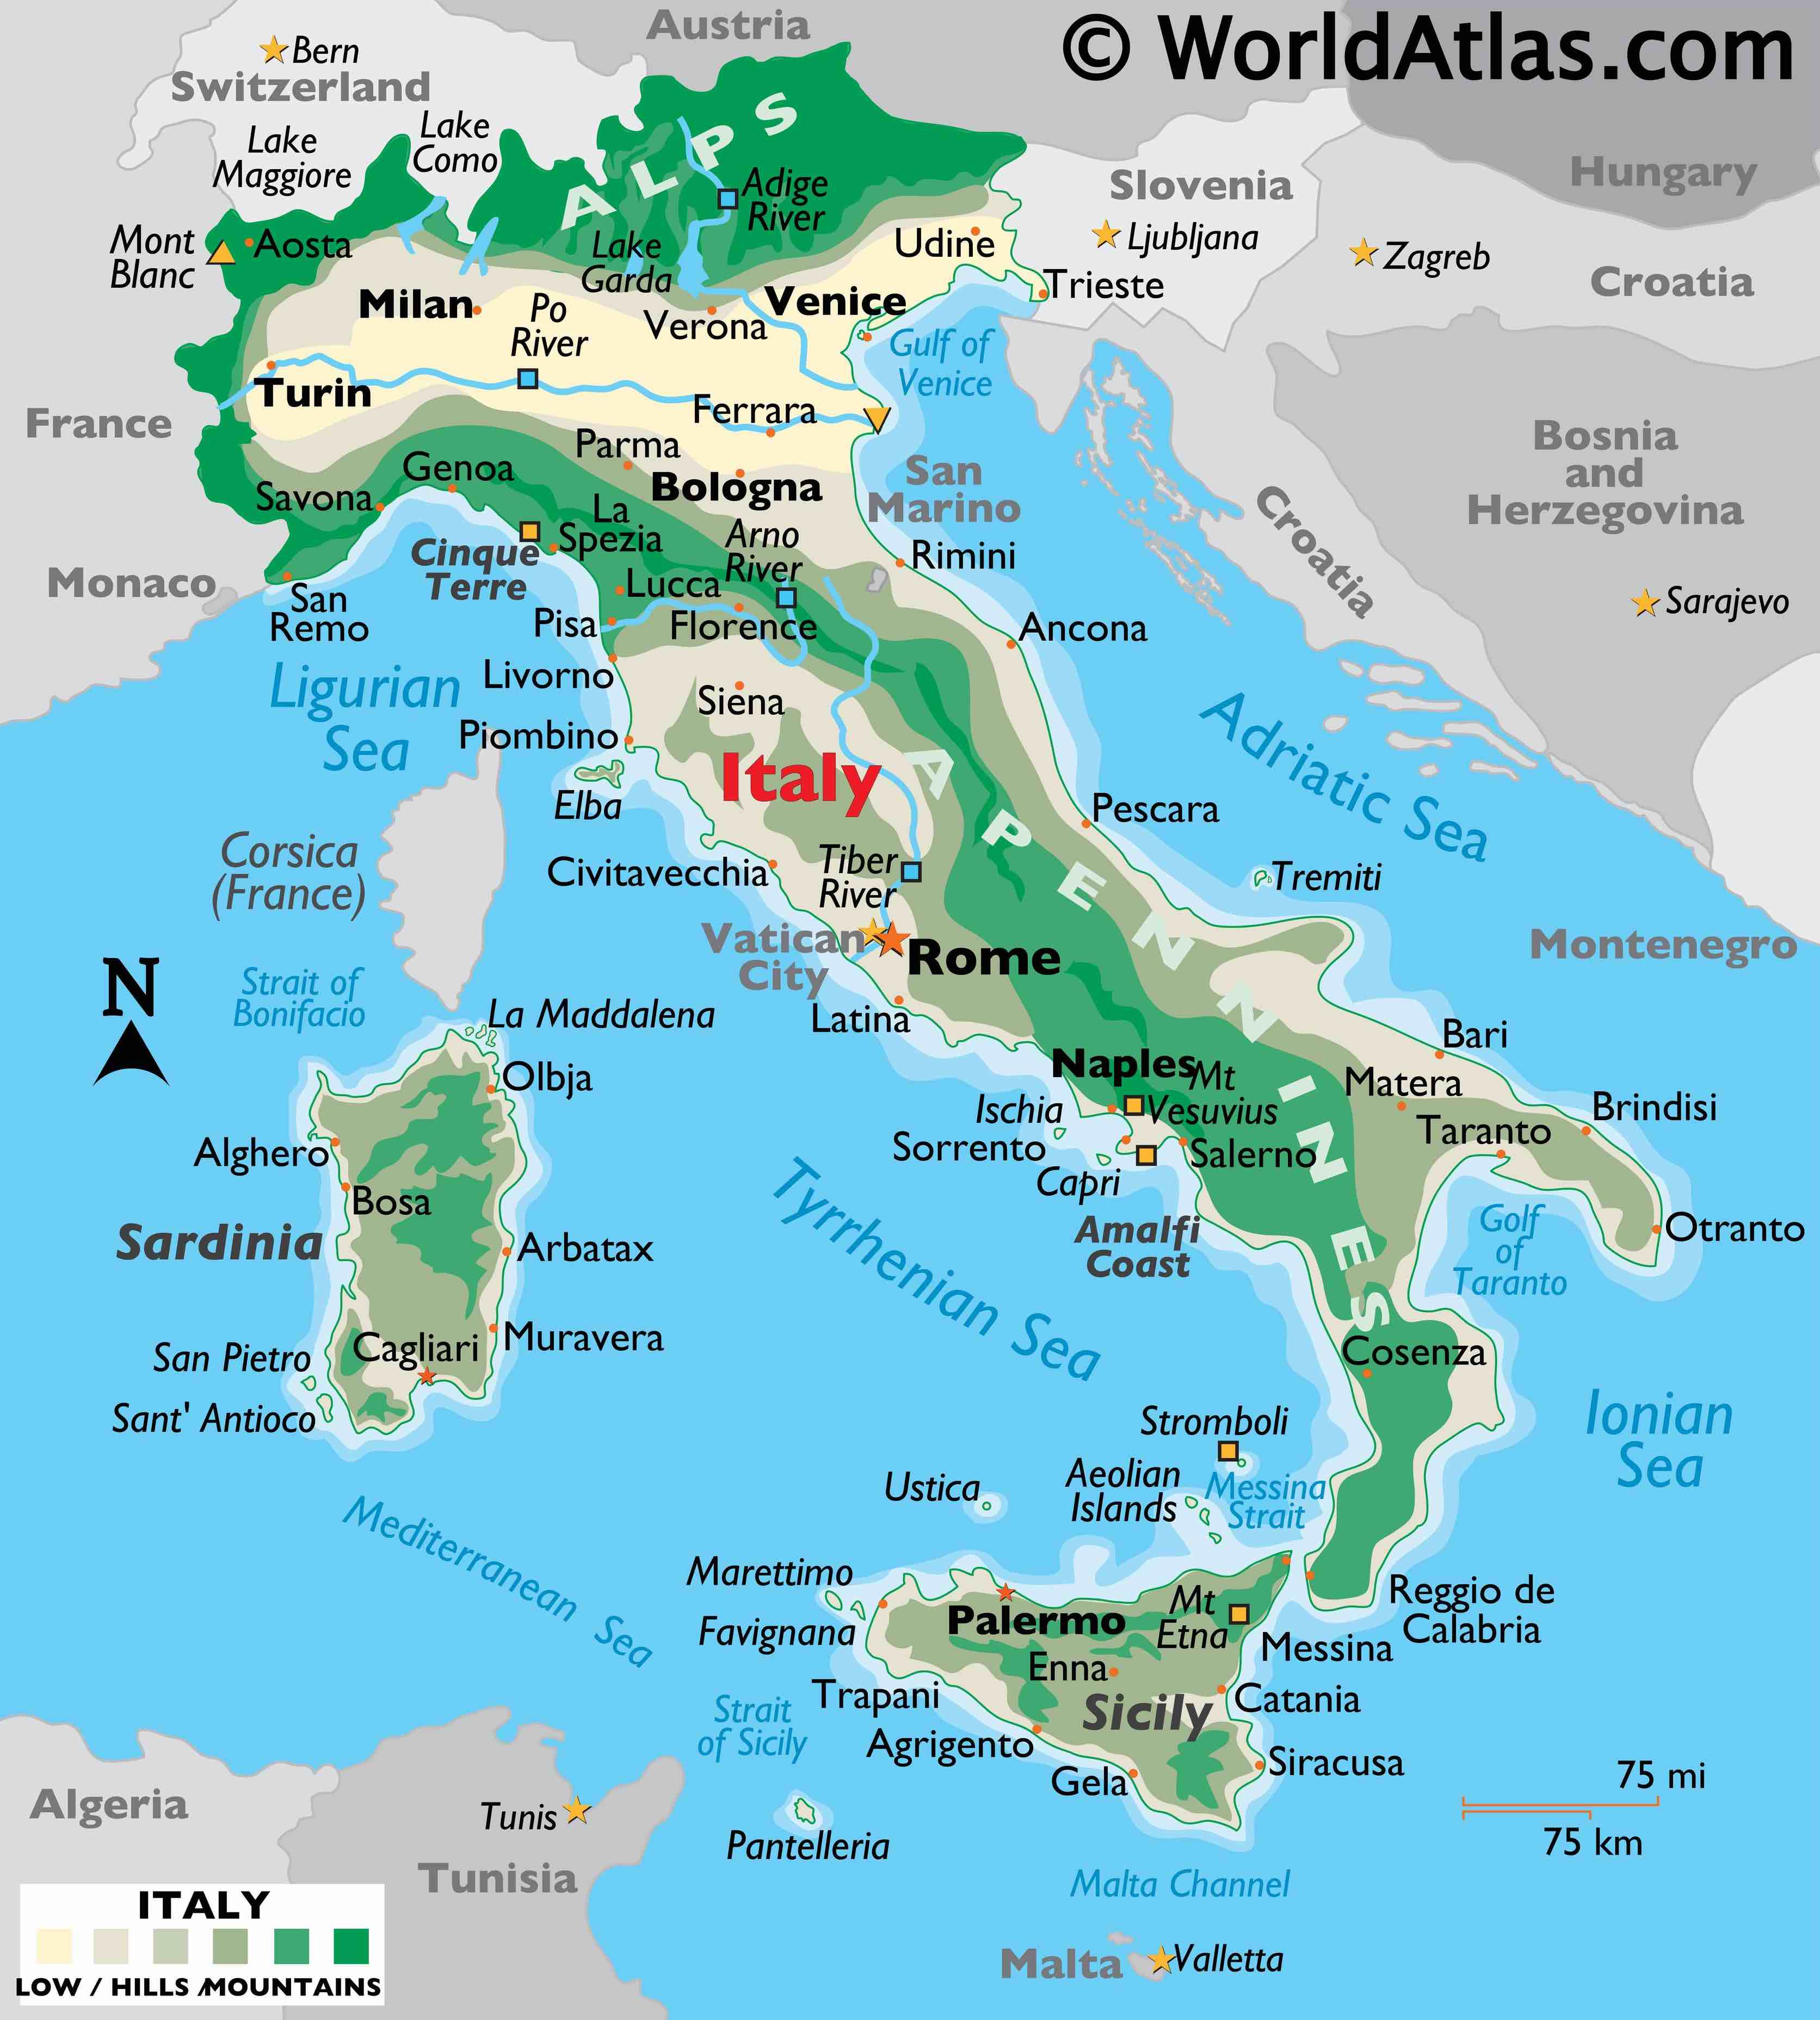 © WorldAtlas.com
Austria
Bern
Switzerland
Lake
Maggiore
Lake
Como
ALPS
Adige
River
Hungary
Slovenia
Ljubljana
Zagreb
Croatia
Mont
Blanc
Aosta
Lake
Garda
Udine
Trieste
Milan
Po
River
Verona
Venice
Gulf of
Venice
Turin
France
Ferrara
Parma
Bologna
San
Marino
Bosnia
and
Herzegovina
Genoa
Savona
La
Spezia
Cinque
Terre
Arno
River
Rimini
Croatia
Monaco
San
Remo
Lucca
Pisa
Florence
Ancona
Sarajevo
Ligurian
Sea
Livorno
Siena
Piombino
Italy
Elba
Adriatic Sea
APENNINES
Pescara
Corsica
(France)
Civitavecchia
Tiber
River
Tremiti
Vatican
City
Rome
Montenegro
N
Strait of
Bonifacio
La Maddalena
Latina
Bari
Olbja
Naples
Mt
Vesuvius
Matera
Brindisi
Ischia
Taranto
Sorrento
Salerno
Alghero
Capri
Bosa
Amalfi
Coast
Golf
of
Taranto
Otranto
Sardinia
Arbatax
Tyrrhenian Sea
San Pietro
Cagliari
Muravera
Cosenza
Sant' Antioco
Ionian
Sea
Stromboli
Ustica
Aeolian
Islands
Messina
Strait
Mediterranean Sea
Marettimo
Favignana
Palermo
Mt
Etna
Reggio de
Calabria
Messina
Enna
Trapani
Sicily
Catania
Strait
of Sicily
Agrigento
Siracusa
Gela
75 mi
75 km
Algeria
Tunis
Pantelleria
Tunisia
Malta Channel
Malta
Valletta
ITALY
LOW / HILLS /MOUNTAINS